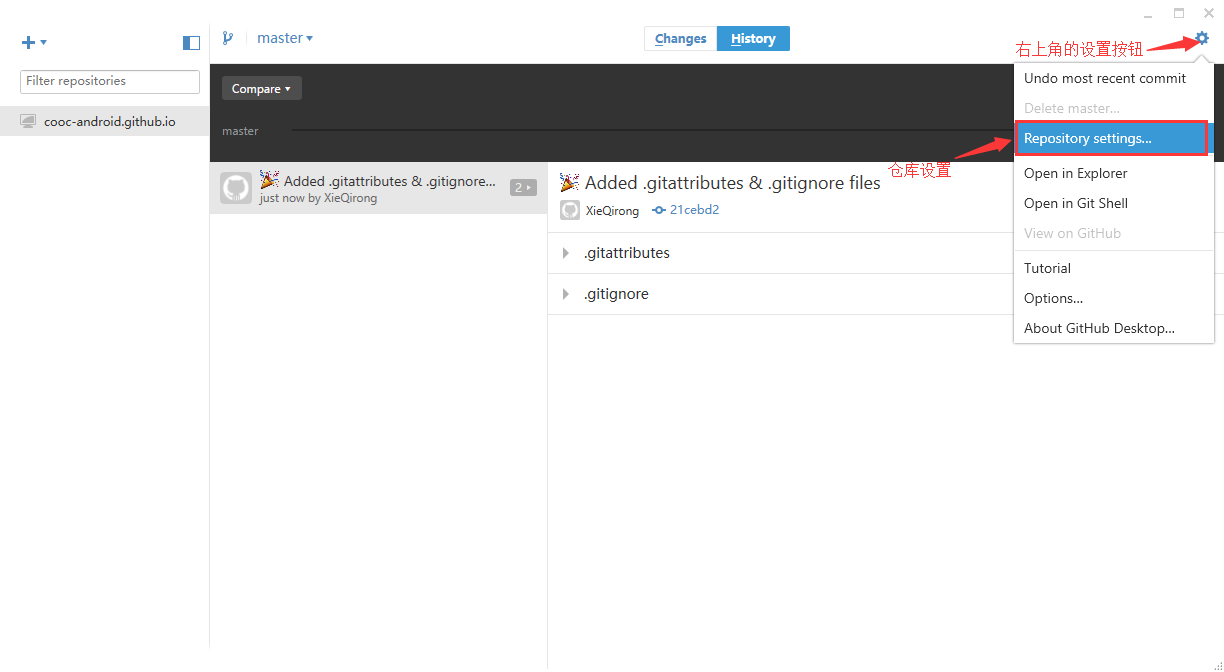 master
Changes
History
右上角的设置按钮
Filter repositories
cooc-android.github.io
Compare
master
Undo most recent commit
Delete master...
Repository settings...
Open in Explorer
Open in Git Shell
View on GitHub
Tutorial
Options...
About GitHub Desktop...
仓库设置
Added .gitattributes & .gitignore...
2
just now by XieQirong
Added .gitattributes & .gitignore files
XieQirong
21cebd2
.gitattributes
.gitignore